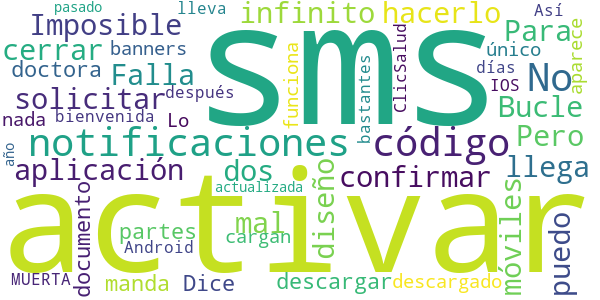 pasado
lleva
infinito
hacerlo
Así
Imposible
sms
Para
aparece
cerrar
banners
único
doctora
Falla
funciona
bastantes
ClicSalud
No
días
IOS
solicitar
después
Bucle
nada
bienvenida
Lo
notificaciones
código
Pero
año
aplicación
dos
confirmar
llega
activar
actualizada
documento
diseño
móviles
puedo
mal
partes
cargan
Android
MUERTA
manda
Dice
descargar
descargado